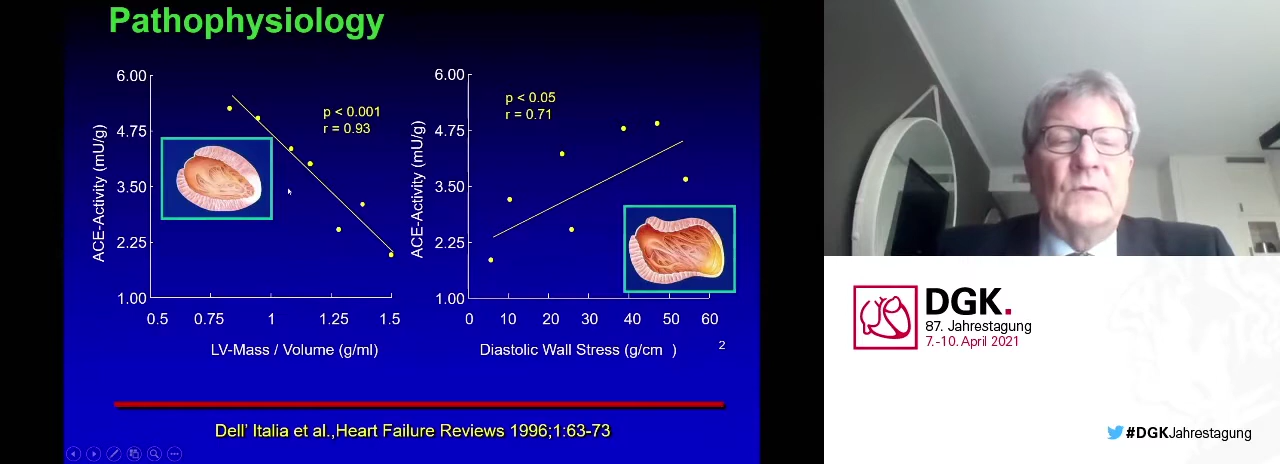 Pathophysiology
6.00
4.75
3.50
2.25
1.00
ACE-Activity (mU/g)
p < 0.001
r = 0.93
0.5 0.75 1 1.25 1.5
LV-Mass / Volume (g/ml)
6.00
4.75
3.50
2.25
1.00
ACE-Activity (mU/g)
p < 0.05
r = 0.71
0 10 20 30 40 50 60
Diastolic Wall Stress (g/cm )
2
Dell' Italia et al.,Heart Failure Reviews 1996;1:63-73
DGK.
87. Jahrestagung
7.-10. April 2021
#DGKJahrestagung